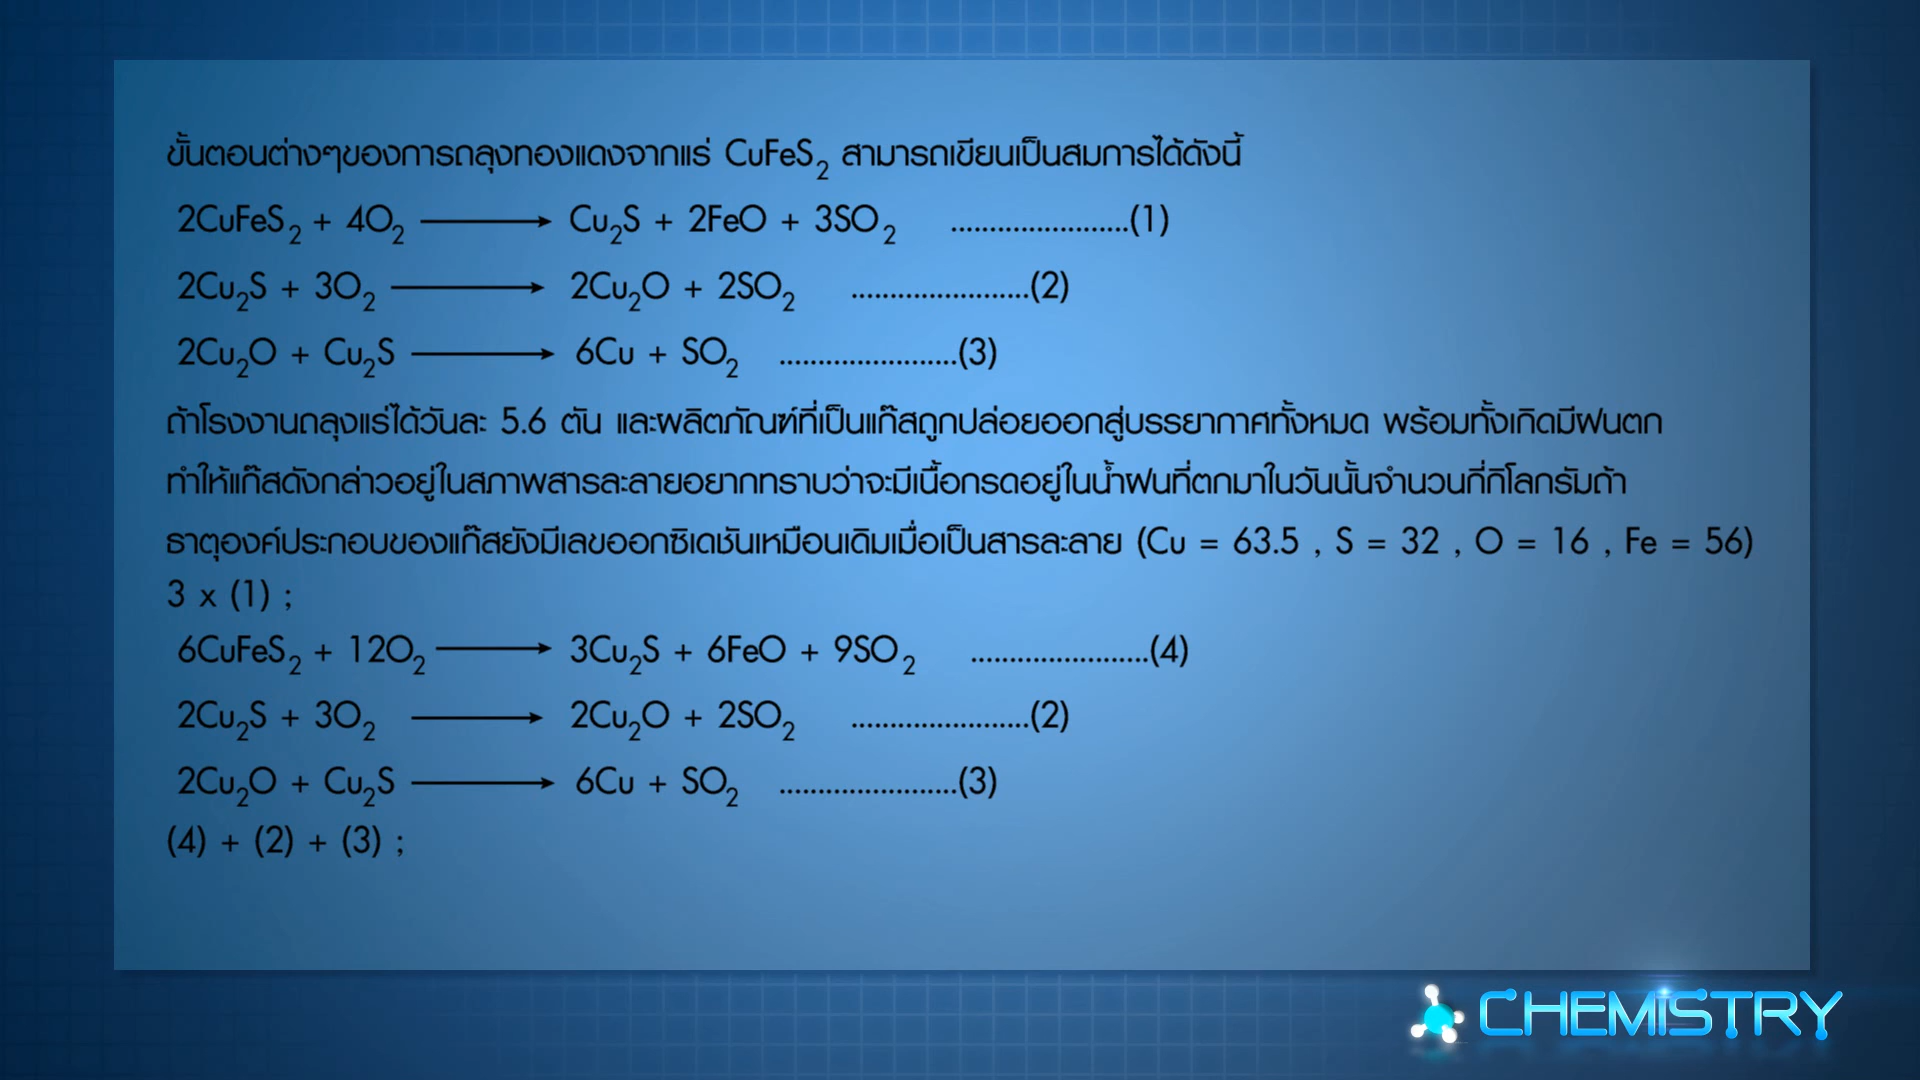 ขั้นตอนต่างๆของการถลุงทองแดงจากแร่ CuFeS₂ สามารถเขียนเป็นสมการได้ดังนี้
2CuFeS₂ + 4O₂ ⟶ Cu₂S + 2FeO + 3SO₂ .......................(1)
2Cu₂S + 3O₂ ⟶ 2Cu₂O + 2SO₂ .......................(2)
2Cu₂O + Cu₂S ⟶ 6Cu + SO₂ .......................(3)
ถ้าโรงงานถลุงแร่ได้วันละ 5.6 ตัน และผลิตภัณฑ์ที่เป็นแก๊สถูกปล่อยออกสู่บรรยากาศทั้งหมด พร้อมทั้งเกิดมีฝนตก
ทำให้แก๊สดังกล่าวอยู่ในสภาพสารละลายอยากทราบว่าจะมีเนื้อกรดอยู่ในน้ำฝนที่ตกมาในวันนั้นจำนวนกี่กิโลกรัมถ้า
ธาตุองค์ประกอบของแก๊สยังมีเลขออกซิเดชันเหมือนเดิมเมื่อเป็นสารละลาย (Cu = 63.5 , S = 32 , O = 16 , Fe = 56)
3 x (1) ;
6CuFeS₂ + 12O₂ ⟶ 3Cu₂S + 6FeO + 9SO₂ .......................(4)
2Cu₂S + 3O₂ ⟶ 2Cu₂O + 2SO₂ .......................(2)
2Cu₂O + Cu₂S ⟶ 6Cu + SO₂ .......................(3)
(4) + (2) + (3) ;
CHEMISTRY